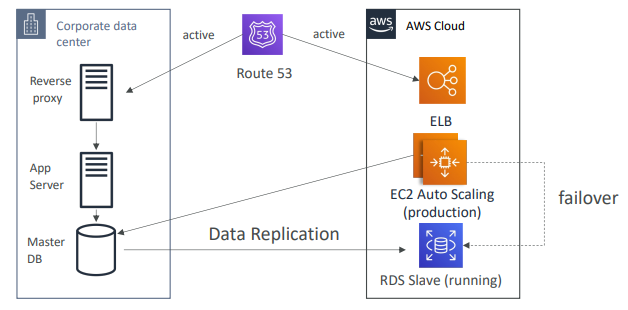 Corporate data
center
active
53
Route 53
active
aws
AWS Cloud
Reverse
proxy
ELB
App
Server
EC2 Auto Scaling
(production)
failover
Master
DB
Data Replication
RDS Slave (running)